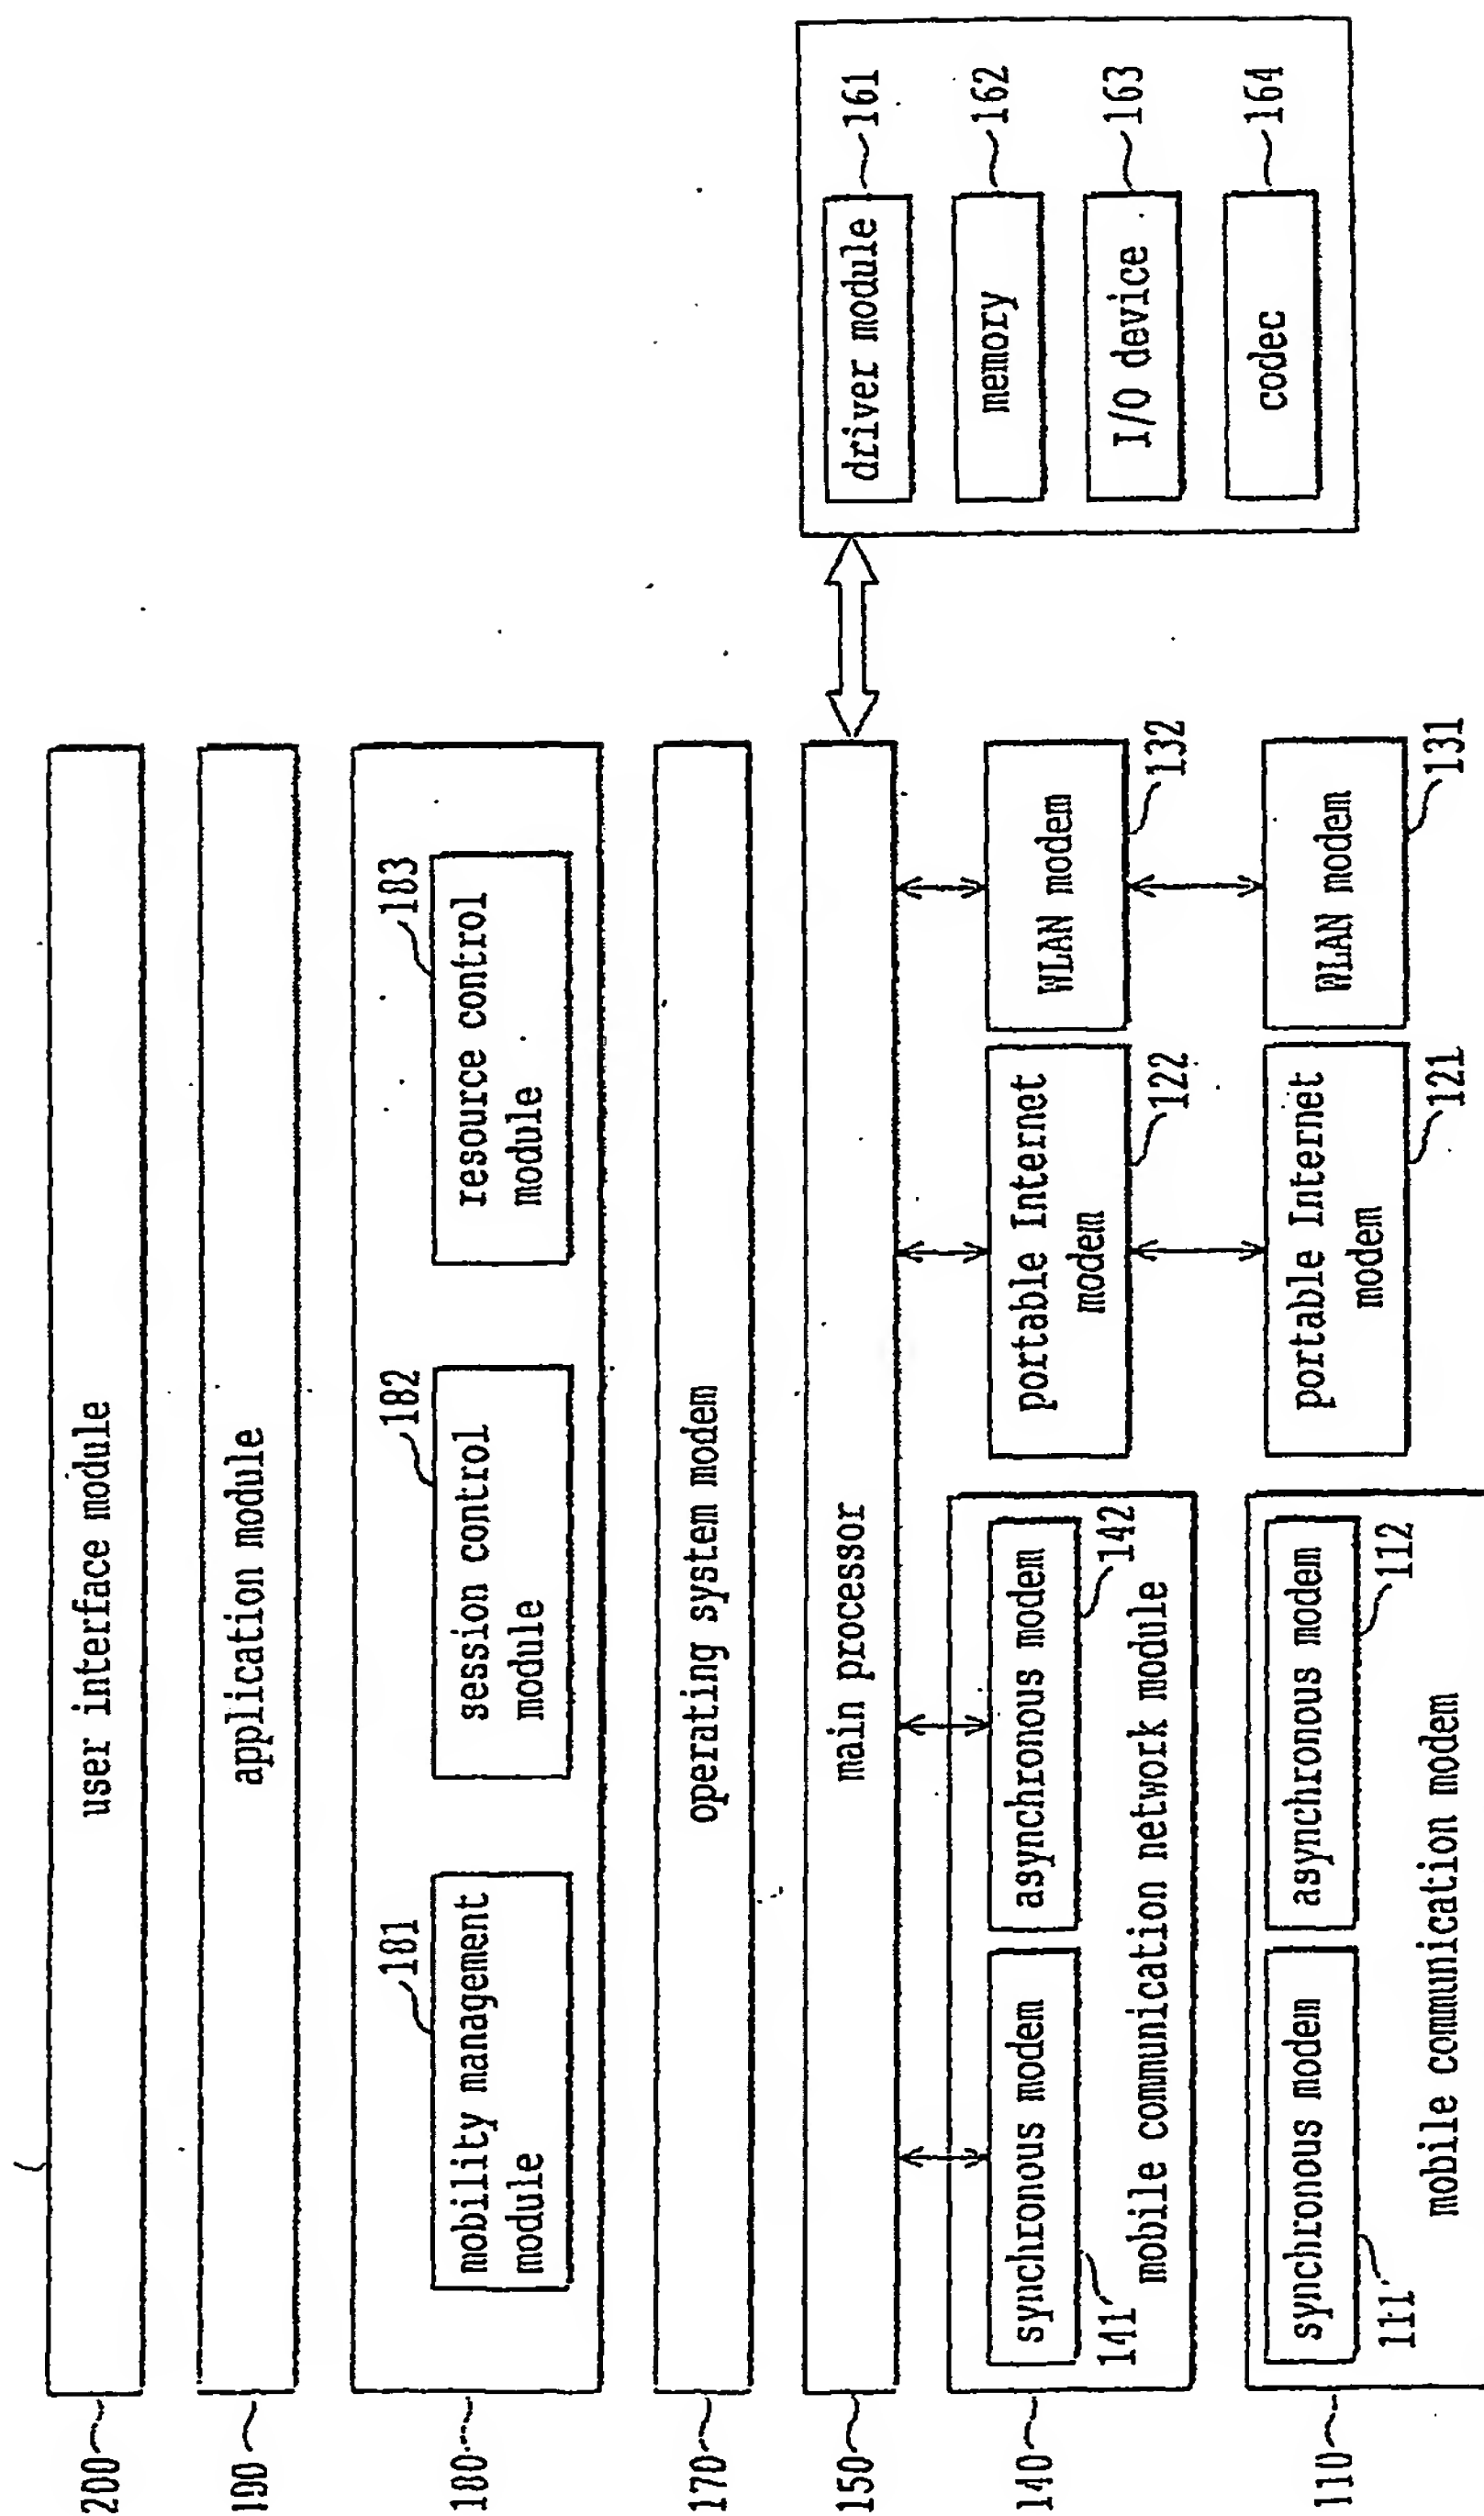 200
user interface module
190
application module
180
181
mobility management
module
182
session control
module
183
resource control
module
170
operating system modem
150
main processor
driver module
161
memory
162
I/O device
163
codec
164
140
synchronous modem
141
asynchronous modem
142
mobile communication network module
portable Internet
modem
122
WLAN modem
132
110
synchronous modem
111
asynchronous modem
112
mobile communication modem
portable Internet
modem
121
WLAN modem
131